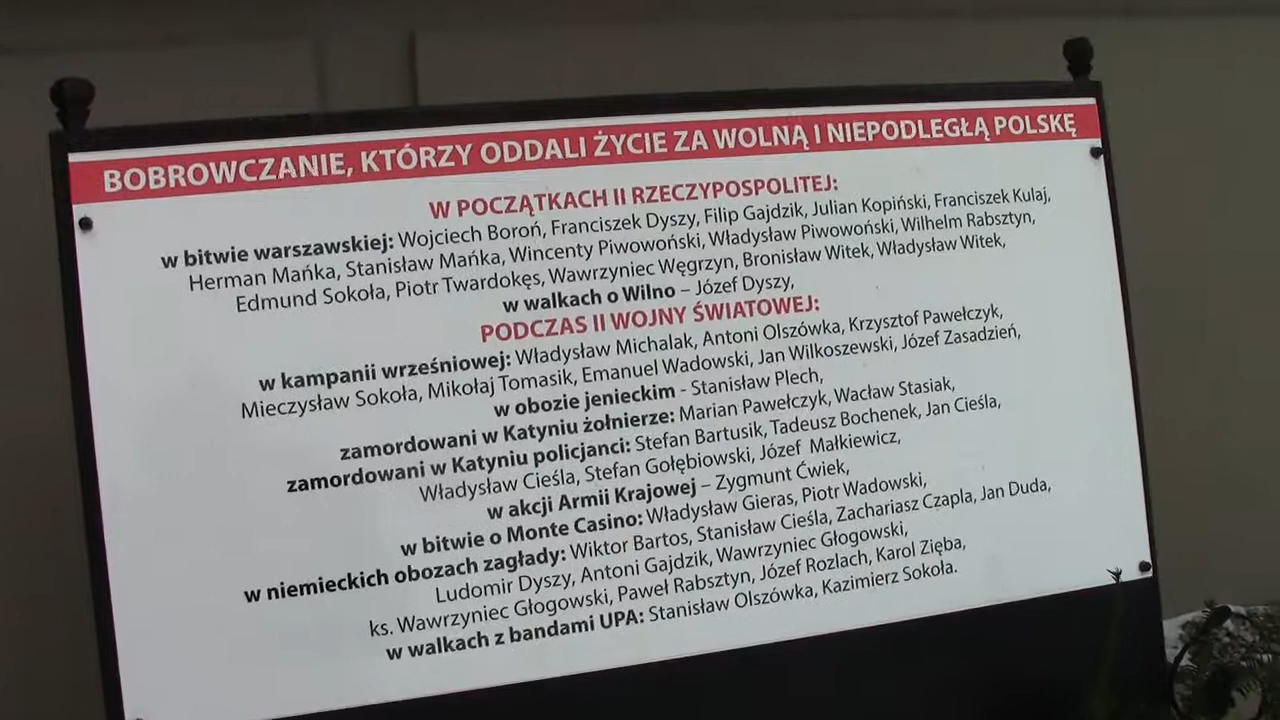 BOBROWCZANIE, KTÓRZY ODDALI ŻYCIE ZA WOLNĄ I NIEPODLEGŁĄ POLSKĘ
W POCZĄTKACH II RZECZYPOSPOLITEJ:
w bitwie warszawskiej: Wojciech Boroń, Franciszek Dyszy, Filip Gajdzik, Julian Kopiński, Franciszek Kulaj,
Herman Mańka, Stanisław Mańka, Wincenty Piwowoński, Władysław Piwowoński, Wilhelm Rabsztyn,
Edmund Sokoła, Piotr Twardokęs, Wawrzyniec Węgrzyn, Bronisław Witek, Władysław Witek,
w walkach o Wilno – Józef Dyszy,
PODCZAS II WOJNY ŚWIATOWEJ:
w kampanii wrześniowej: Władysław Michalak, Antoni Olszówka, Krzysztof Pawełczyk,
Mieczysław Sokoła, Mikołaj Tomasik, Emanuel Wadowski, Jan Wilkoszewski, Józef Zasadzień,
w obozie jenieckim - Stanisław Plech,
zamordowani w Katyniu żołnierze: Marian Pawełczyk, Wacław Stasiak,
zamordowani w Katyniu policjanci: Stefan Bartusik, Tadeusz Bochenek, Jan Cieśla,
Władysław Cieśla, Stefan Gołębiowski, Józef Małkiewicz,
w akcji Armii Krajowej – Zygmunt Ćwiek,
w bitwie o Monte Casino: Władysław Gieras, Piotr Wadowski,
w niemieckich obozach zagłady: Wiktor Bartos, Stanisław Cieśla, Zachariasz Czapla, Jan Duda,
Ludomir Dyszy, Antoni Gajdzik, Wawrzyniec Głogowski,
ks. Wawrzyniec Głogowski, Paweł Rabsztyn, Józef Rozlach, Karol Zięba,
w walkach z bandami UPA: Stanisław Olszówka, Kazimierz Sokoła.